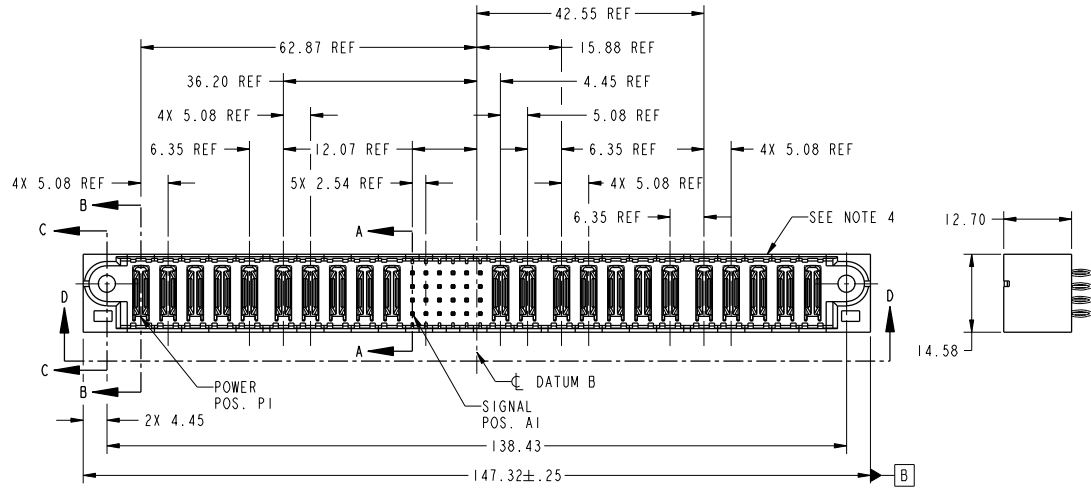 42.55 REF
62.87 REF
15.88 REF
36.20 REF
4.45 REF
4X 5.08 REF
5.08 REF
6.35 REF
12.07 REF
6.35 REF
4X 5.08 REF
4X 5.08 REF
5X 2.54 REF
4X 5.08 REF
B
6.35 REF
SEE NOTE 4
12.70
C
A
D
D
14.58
A
C
B
POWER
POS. P1
SIGNAL
POS. A1
℄ DATUM B
2X 4.45
138.43
147.32±.25
B